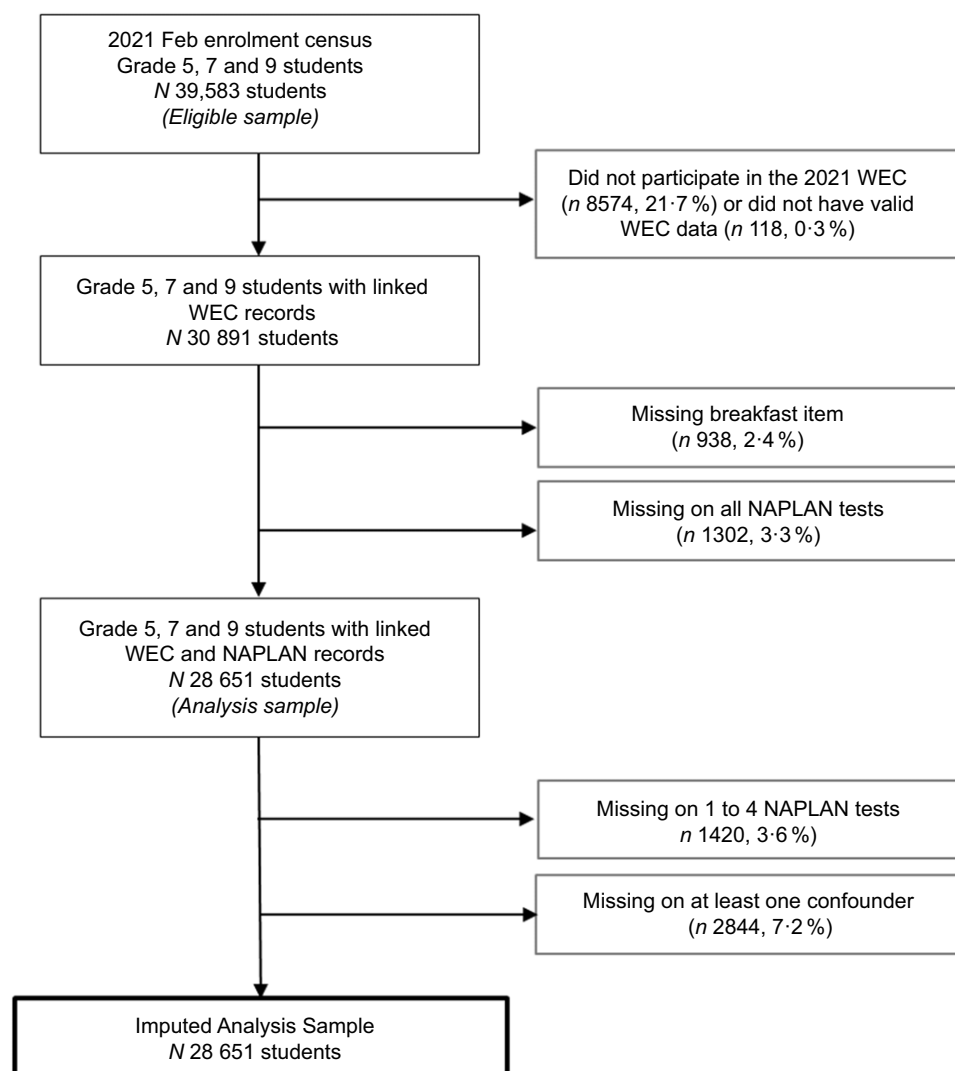 2021 Feb enrolment census
Grade 5, 7 and 9 students
N 39,583 students
(Eligible sample)
Did not participate in the 2021 WEC
(n 8574, 21·7 %) or did not have valid
WEC data (n 118, 0·3 %)
Grade 5, 7 and 9 students with linked
WEC records
N 30 891 students
Missing breakfast item
(n 938, 2·4 %)
Missing on all NAPLAN tests
(n 1302, 3·3 %)
Grade 5, 7 and 9 students with linked
WEC and NAPLAN records
N 28 651 students
(Analysis sample)
Missing on 1 to 4 NAPLAN tests
n 1420, 3·6 %)
Missing on at least one confounder
(n 2844, 7·2 %)
Imputed Analysis Sample
N 28 651 students